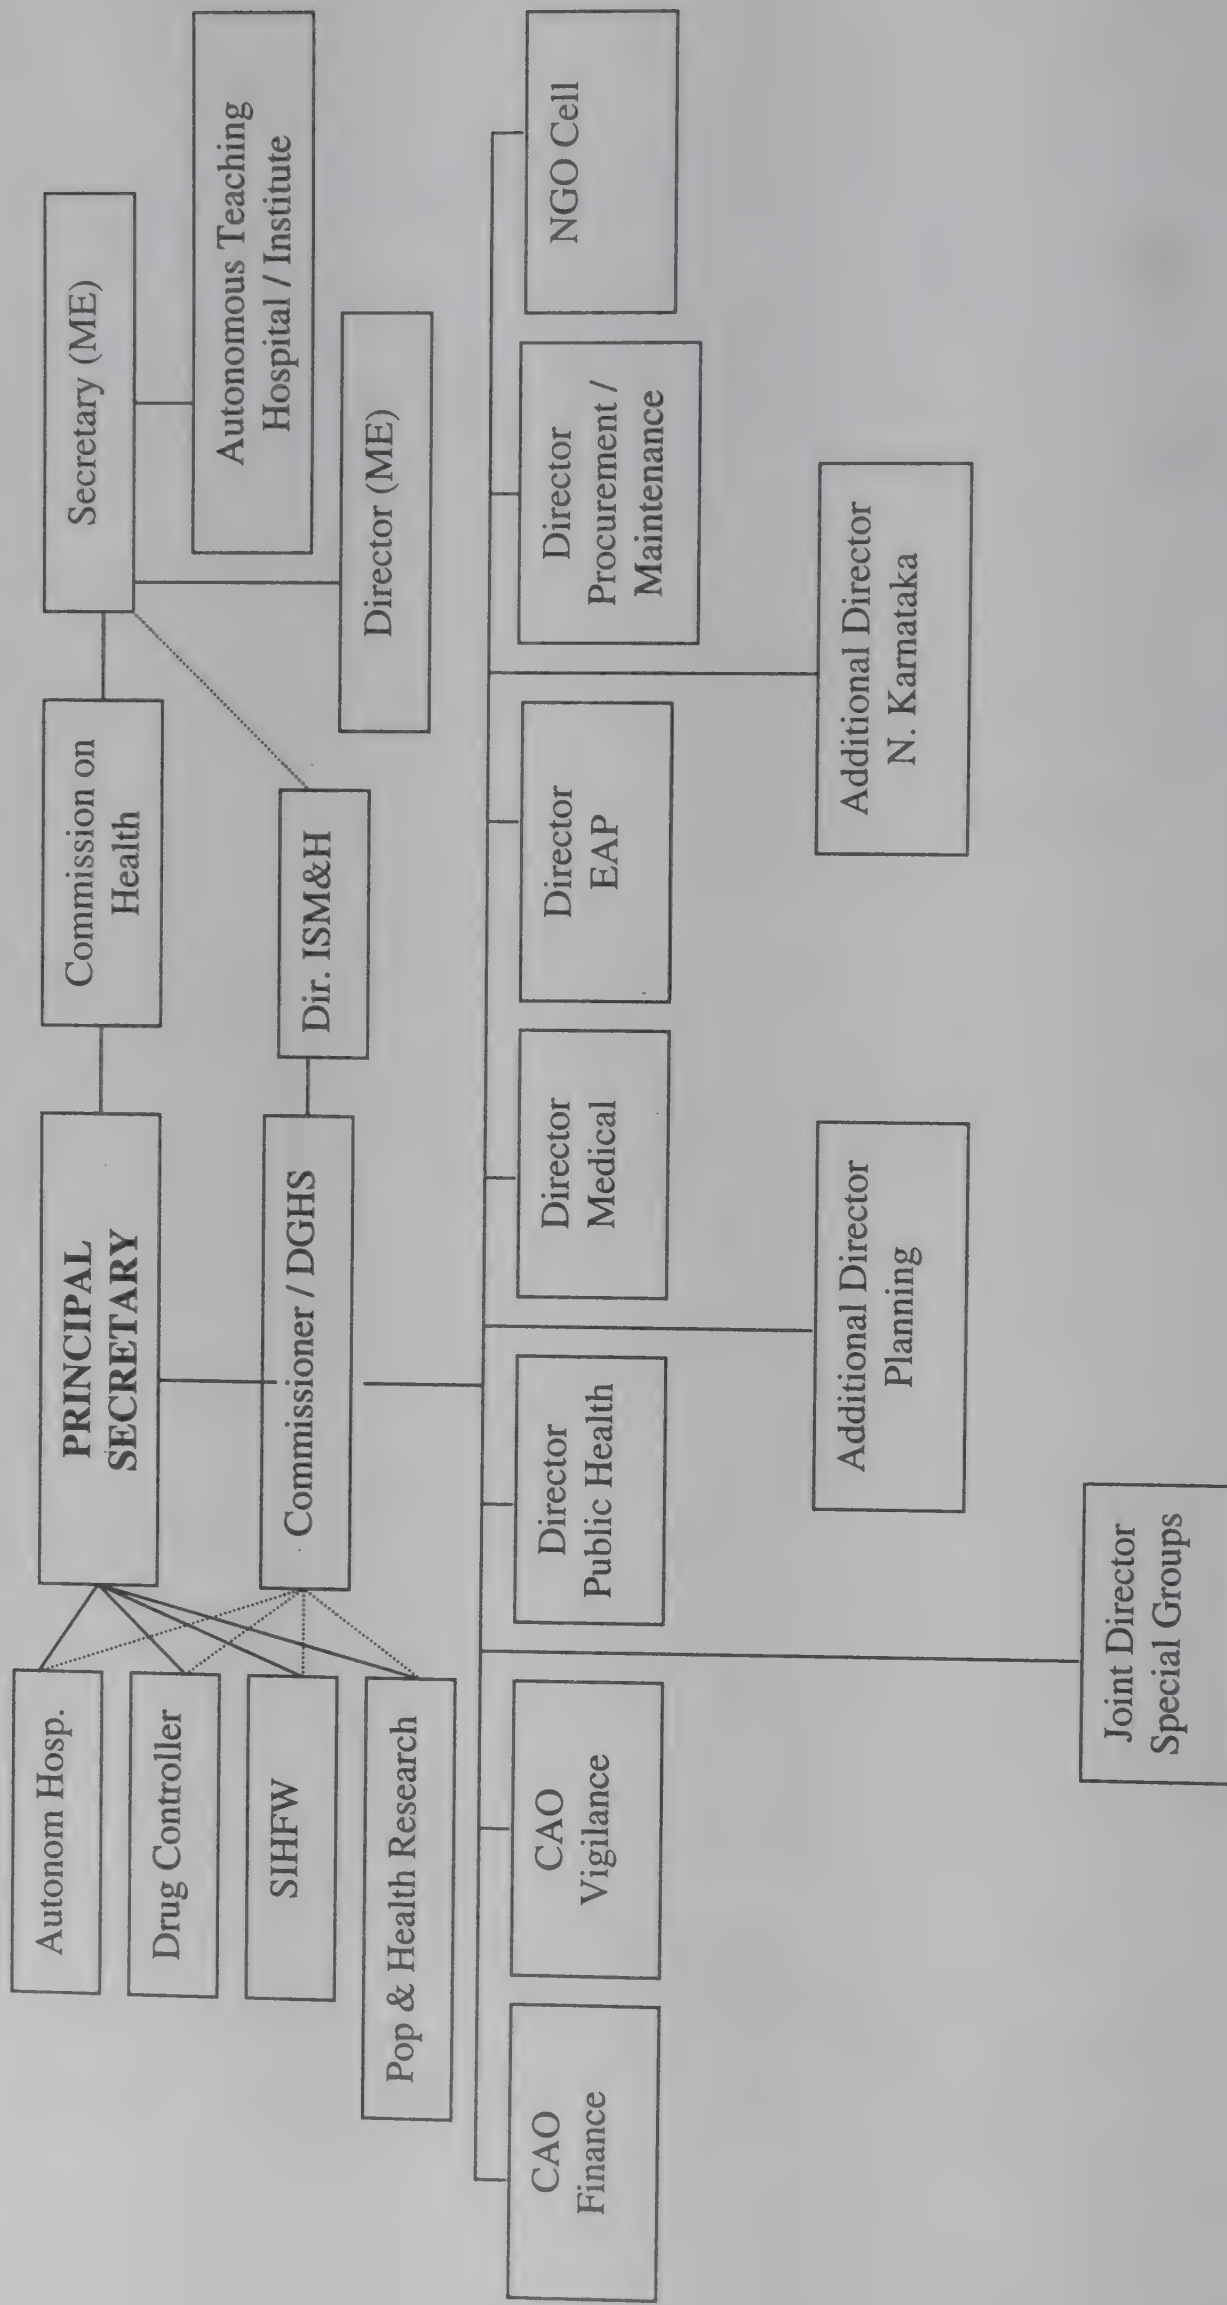 Autonom Hosp.
PRINCIPAL
SECRETARY
Commission on
Health
Secretary (ME)
Drug Controller
SIHFW
Pop & Health Research
Commissioner / DGHS
Dir. ISM&H
Autonomous Teaching
Hospital / Institute
Director (ME)
CAO
Finance
CAO
Vigilance
Director
Public Health
Director
Medical
Director
EAP
Director
Procurement /
Maintenance
NGO Cell
Additional Director
Planning
Additional Director
N. Karnataka
Joint Director
Special Groups